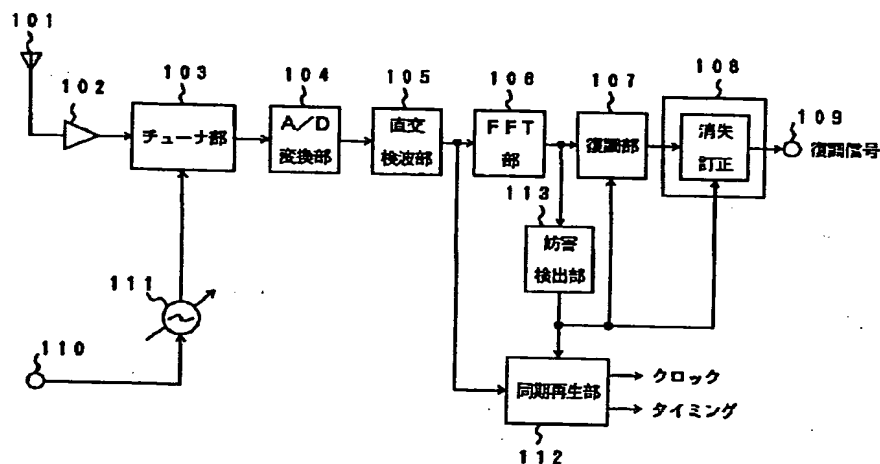 101
102
103
チューナ部
104
A/D
変換部
105
直交
検波部
106
FFT
部
107
復調部
108
消失
訂正
109
復調信号
113
妨害
検出部
111
110
同期再生部
クロック
タイミング
112